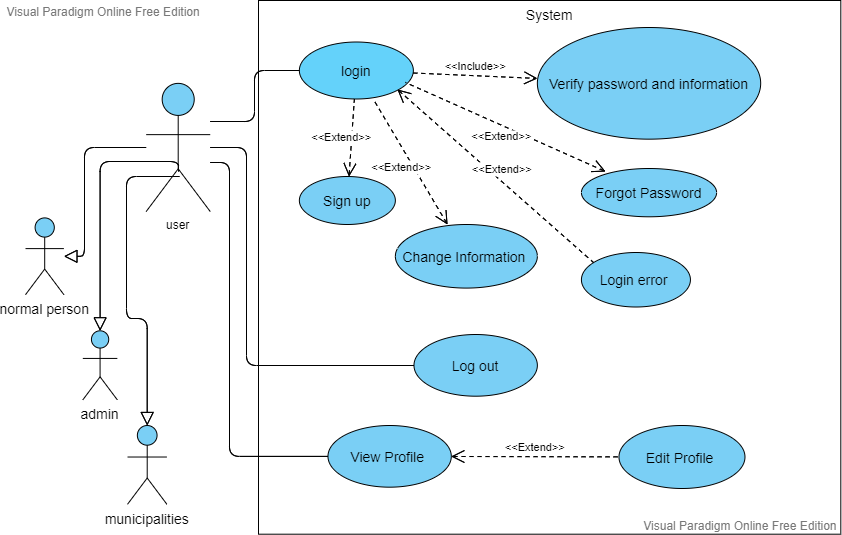 Visual Paradigm Online Free Edition
System
login
<<Include>>
Verify password and information
<<Extend>>
<<Extend>>
<<Extend>>
<<Extend>>
Sign up
Forgot Password
user
Change Information
Login error
normal person
Log out
admin
<<Extend>>
View Profile
Edit Profile
municipalities
Visual Paradigm Online Free Edition